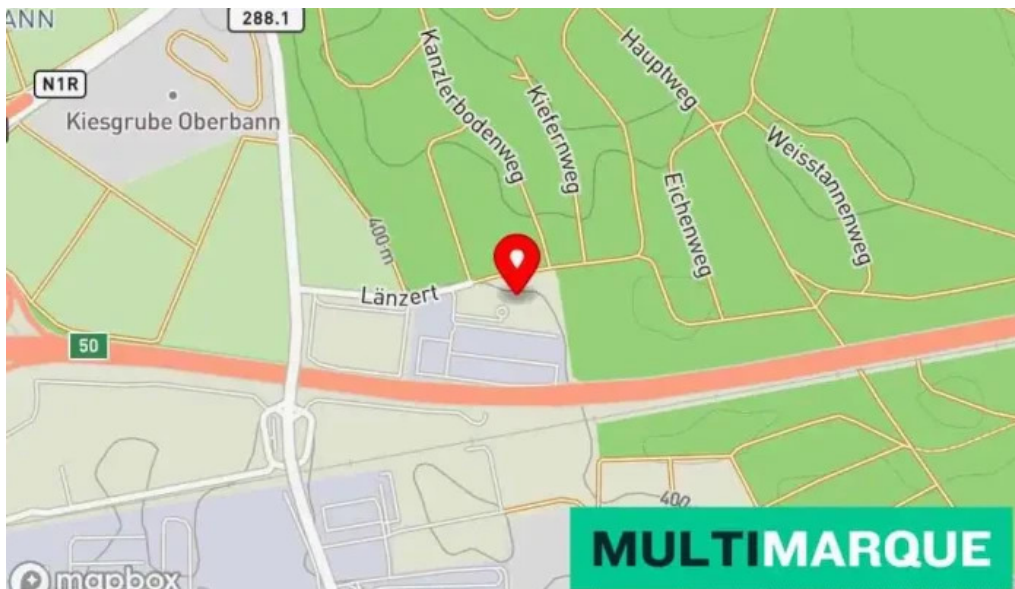 ANN
288.1
N1R
Kiesgrube Oberbann
Kanzlerbodenweg
Kiefernweg
Hauptweg
Weisstannenweg
Eichenweg
400 m
Länzert
50
400
MULTIMARQUE
mapbox